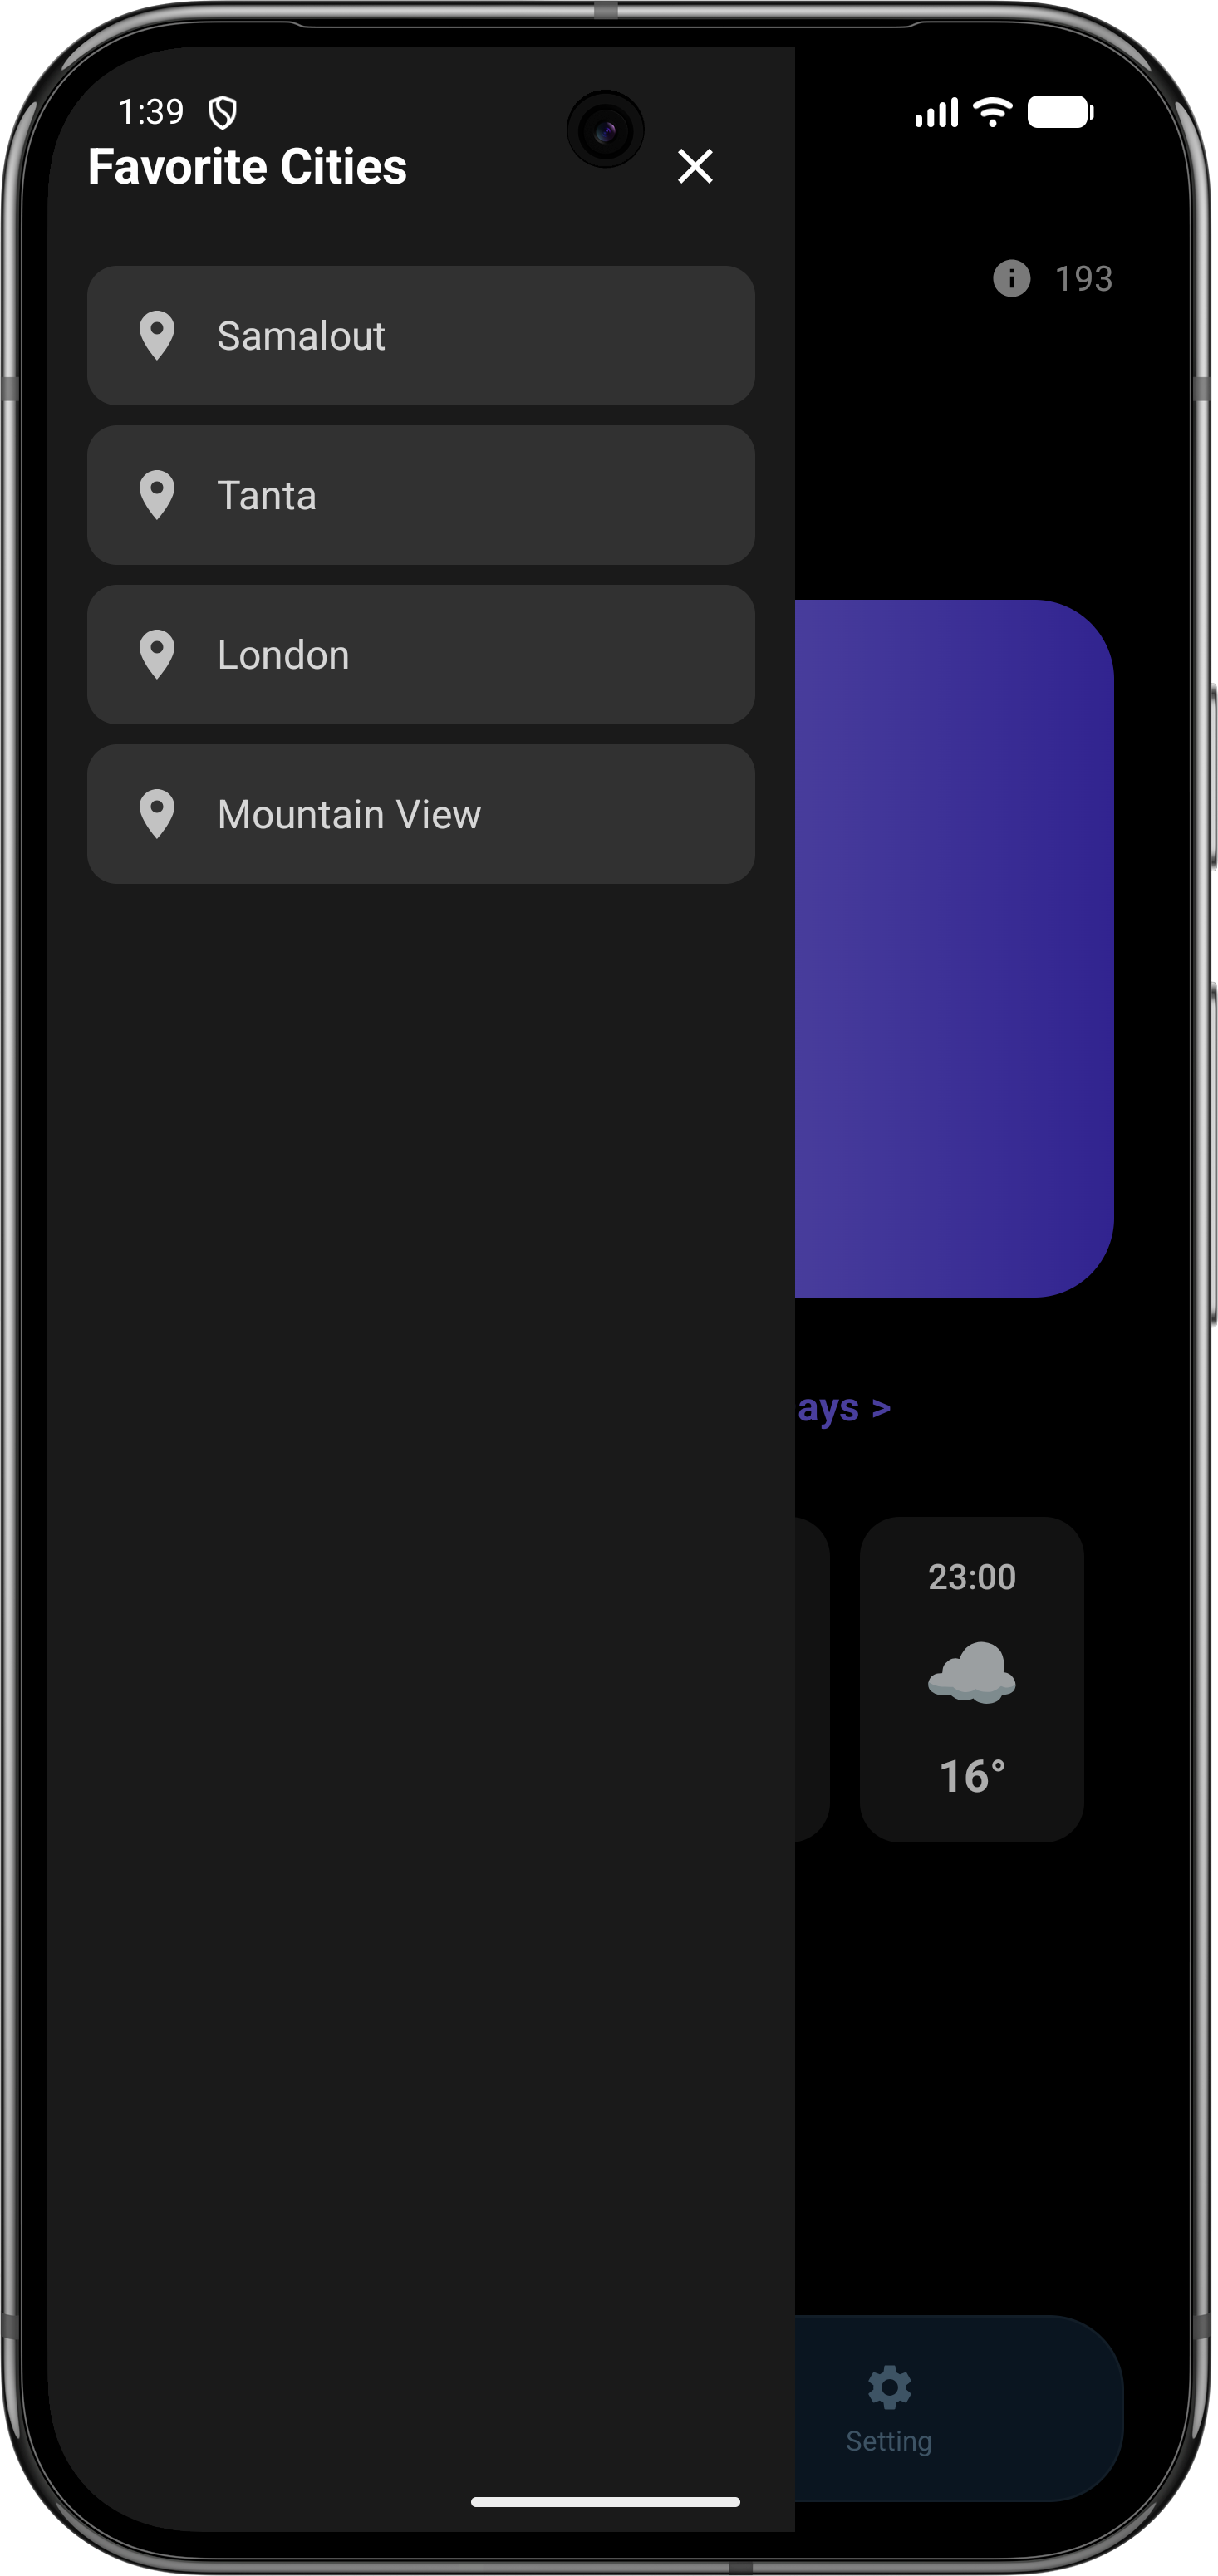 1:39
Favorite Cities
193
Samalout
Tanta
London
Mountain View
ays >
23:00
16°
Setting